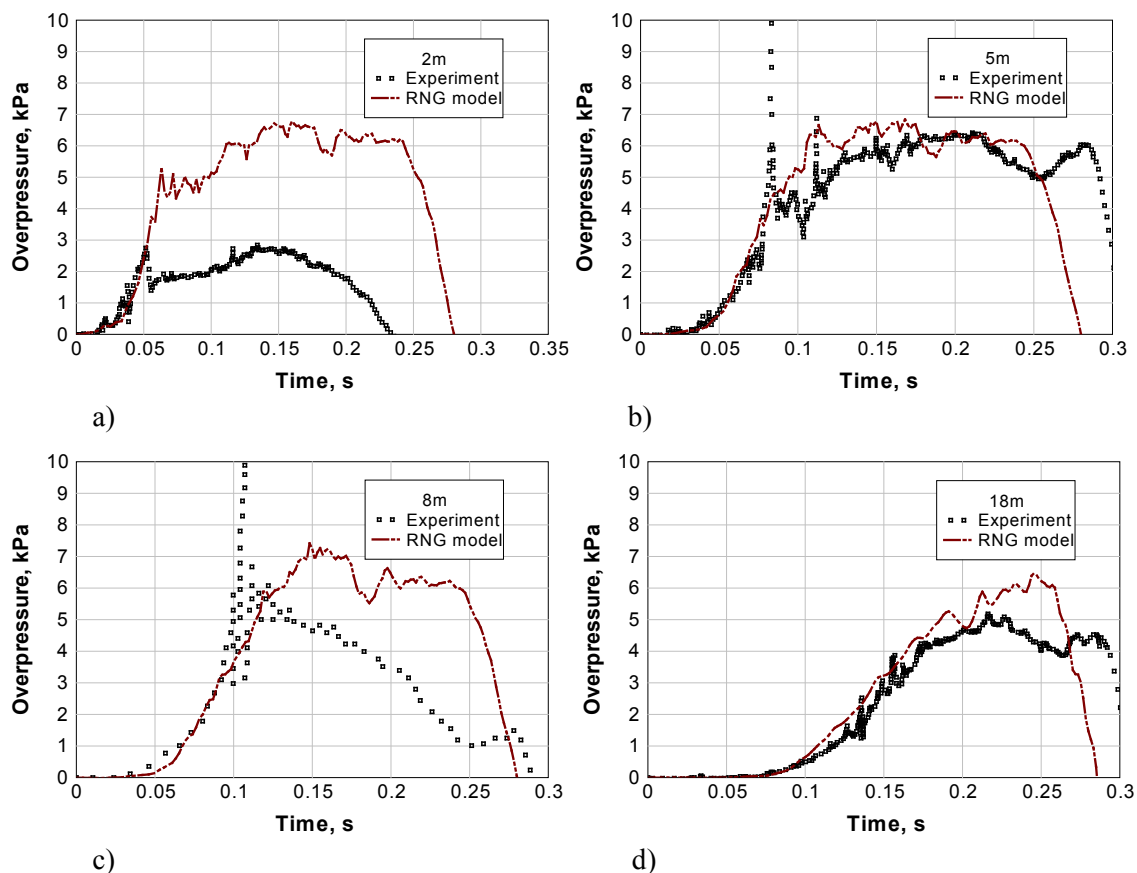 10
9
8
7
6
5
4
3
2
1
0
Overpressure, kPa
2m
Experiment
RNG model
0 0.05 0.1 0.15 0.2 0.25 0.3 0.35
Time, s
a)
10
9
8
7
6
5
4
3
2
1
0
Overpressure, kPa
5m
Experiment
RNG model
0 0.05 0.1 0.15 0.2 0.25 0.3
Time, s
b)
10
9
8
7
6
5
4
3
2
1
0
Overpressure, kPa
8m
Experiment
RNG model
0 0.05 0.1 0.15 0.2 0.25 0.3
Time, s
c)
10
9
8
7
6
5
4
3
2
1
0
Overpressure, kPa
18m
Experiment
RNG model
0 0.05 0.1 0.15 0.2 0.25 0.3
Time, s
d)